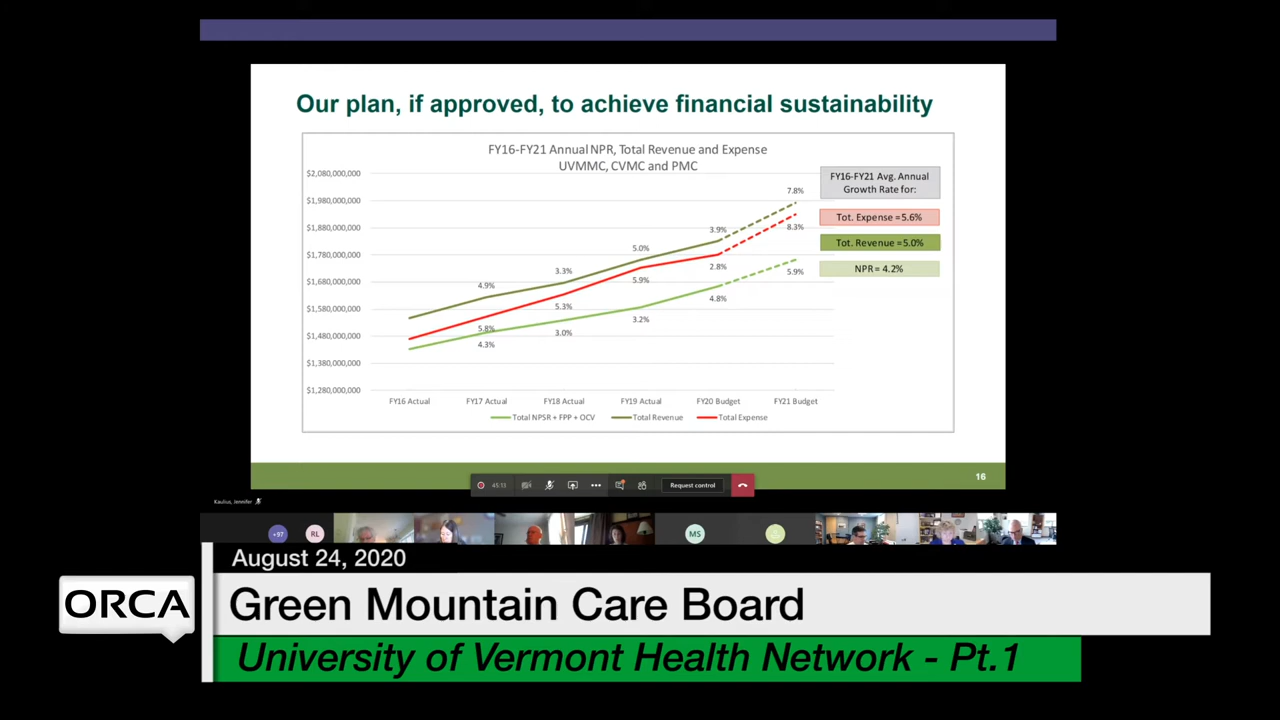 Our plan, if approved, to achieve financial sustainability
FY16-FY21 Annual NPR, Total Revenue and Expense
UVMMC, CVMC and PMC
$2,080,000,000
$1,980,000,000
$1,880,000,000
$1,780,000,000
$1,680,000,000
$1,580,000,000
$1,480,000,000
$1,380,000,000
$1,280,000,000
4.9%
3.3%
5.0%
3.9%
7.8%
5.8%
5.3%
5.9%
2.8%
8.3%
4.3%
3.0%
3.2%
4.8%
5.9%
FY16 Actual
FY17 Actual
FY18 Actual
FY19 Actual
FY20 Budget
FY21 Budget
Total NPSR + FPP + OCV
Total Revenue
Total Expense
FY16-FY21 Avg. Annual
Growth Rate for:
Tot. Expense =5.6%
Tot. Revenue =5.0%
NPR = 4.2%
16
45:13
Request control
Kaulius, Jennifer
+37
RL
MS
August 24, 2020
ORCA
Green Mountain Care Board
University of Vermont Health Network - Pt.1